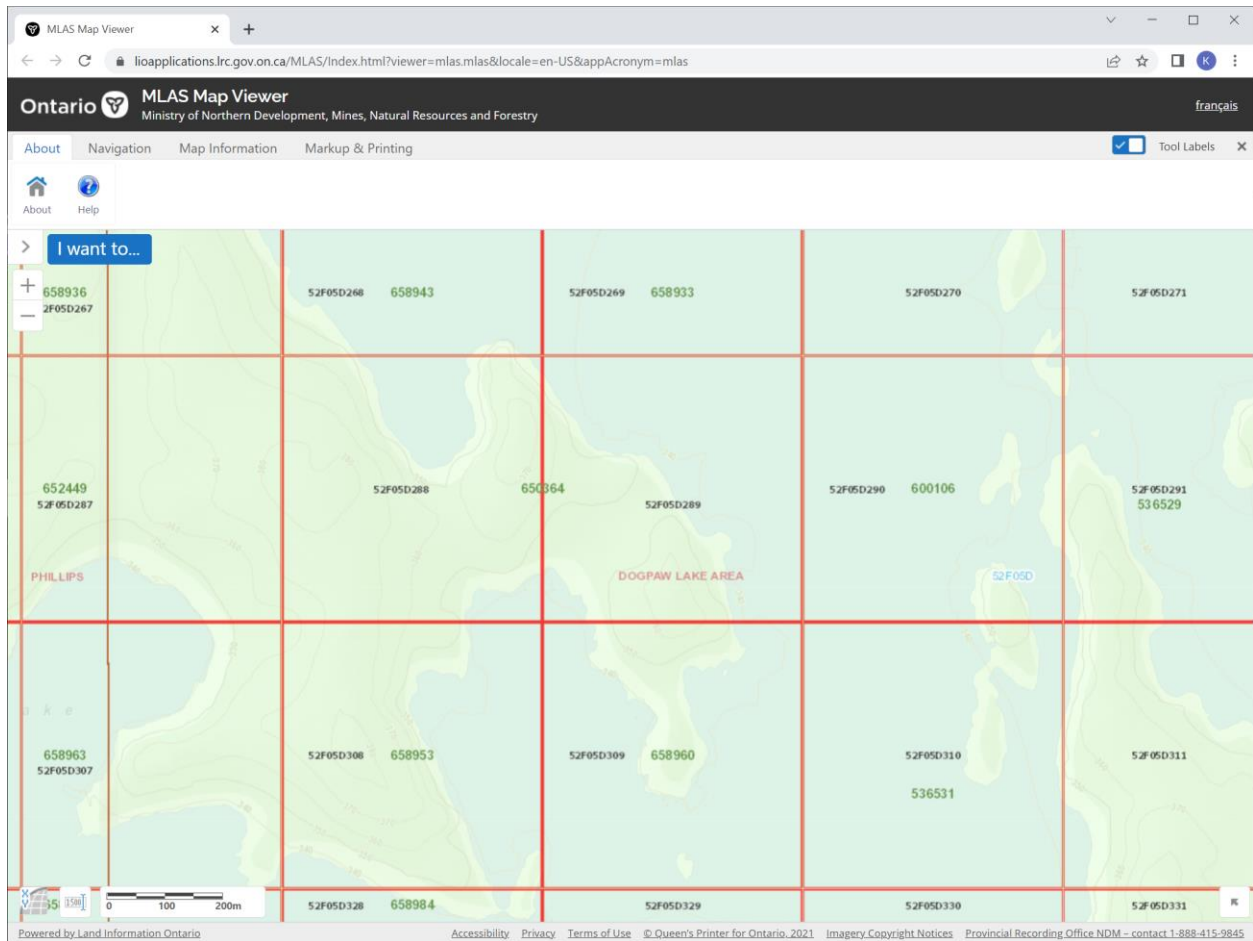 MLAS Map Viewer
lioapplications.lrc.gov.on.ca/MLAS/Index.html?viewer=mlas.mlas&locale=en-US&appAcronym=mlas
K
Ontario
MLAS Map Viewer
Ministry of Northern Development, Mines, Natural Resources and Forestry
français
About Navigation Map Information Markup & Printing Tool Labels
About Help
I want to...
658936 52F05D268 658943 52F05D269 658933 52F05D270 52F05D271
2F05D267
652449 52F05D288 650364 52F05D290 600106 52F05D291
52F05D287 52F05D289 536529
PHILLIPS DOGPAW LAKE AREA 52F05D
a k e
658963 52F05D308 658953 52F05D309 658960 52F05D310 52F05D311
52F05D307
536531
0 100 200m 52F05D328 658984 52F05D329 52F05D330 52F05D331
Powered by Land Information Ontario Accessibility Privacy Terms of Use © Queen's Printer for Ontario, 2021 Imagery Copyright Notices Provincial Recording Office NDM – contact 1-888-415-9845